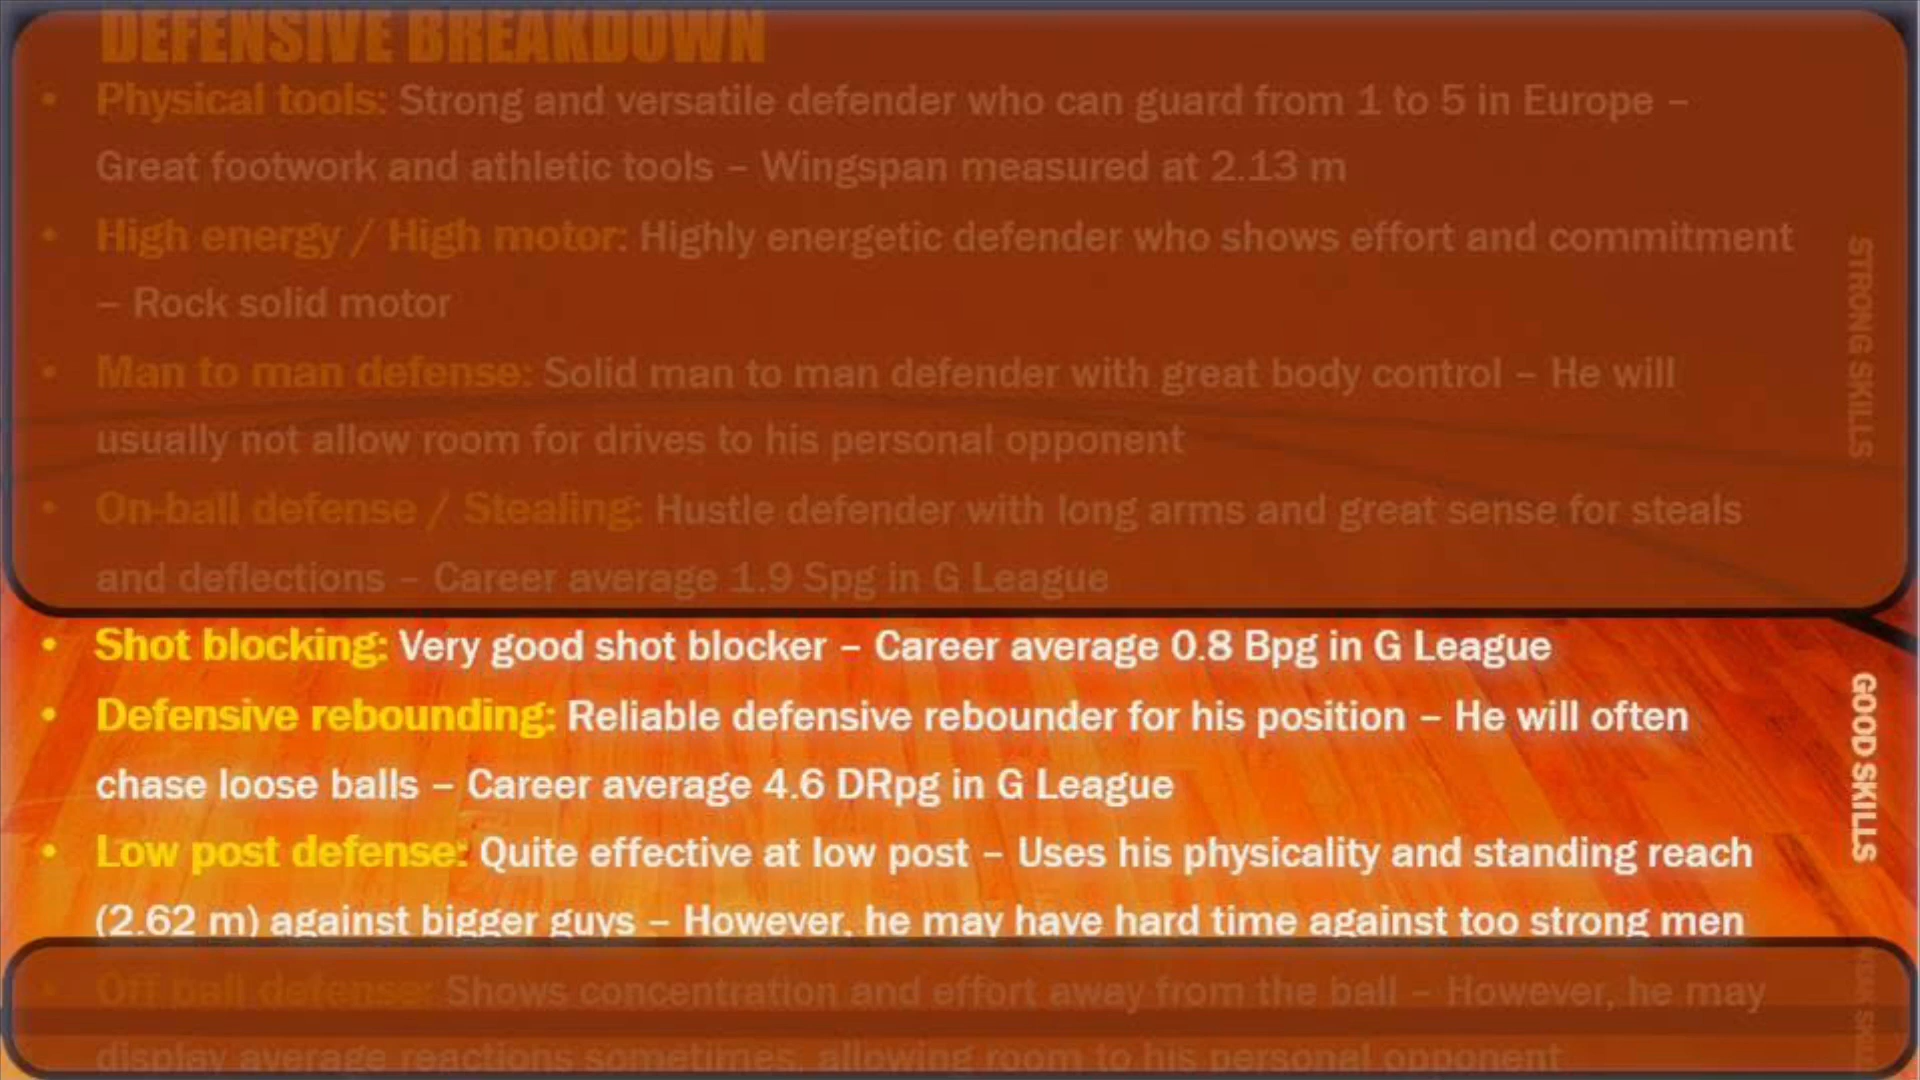 DEFENSIVE BREAKDOWN
• Physical tools: Strong and versatile defender who can guard from 1 to 5 in Europe –
Great footwork and athletic tools – Wingspan measured at 2.13 m
• High energy / High motor: Highly energetic defender who shows effort and commitment
– Rock solid motor
• Man to man defense: Solid man to man defender with great body control – He will
usually not allow room for drives to his personal opponent
• On-ball defense / Stealing: Hustle defender with long arms and great sense for steals
and deflections – Career average 1.9 Spg in G League
STRONG SKILLS
• Shot blocking: Very good shot blocker – Career average 0.8 Bpg in G League
• Defensive rebounding: Reliable defensive rebounder for his position – He will often
chase loose balls – Career average 4.6 DRpg in G League
• Low post defense: Quite effective at low post – Uses his physicality and standing reach
(2.62 m) against bigger guys – However, he may have hard time against too strong men
GOOD SKILLS
• Off ball defense: Shows concentration and effort away from the ball – However, he may
display average reactions sometimes, allowing room to his personal opponent